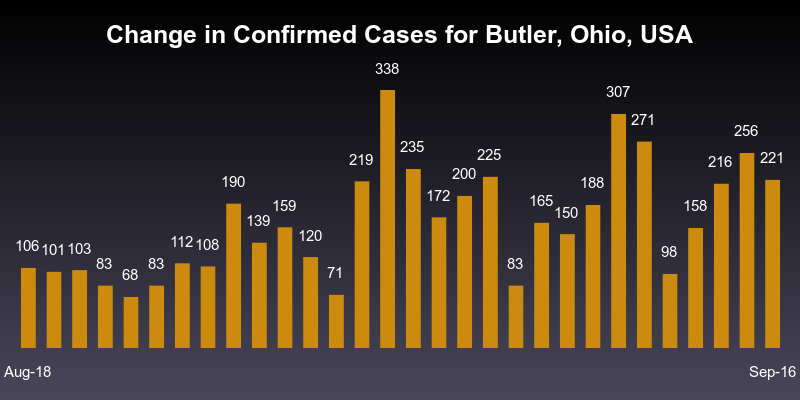 Change in Confirmed Cases for Butler, Ohio, USA
106 101 103 83 68 83 112 108 190 139 159 120 71 219 338 235 172 200 225 83 165 150 188 307 271 98 158 216 256 221
Aug-18 Sep-16